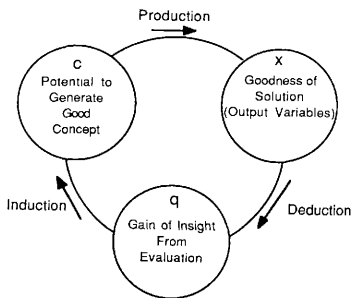 Production
C
Potential to
Generate
Good
Concept
X
Goodness of
Solution
(Output Variables)
Induction
Deduction
q
Gain of Insight
From
Evaluation